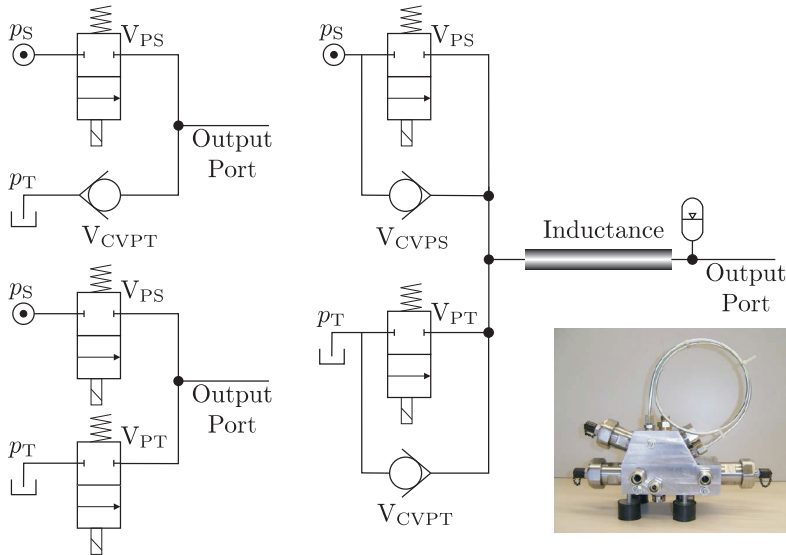 pS
VPS
Output
Port
pT
VCVPT
pS
VPS
Output
Port
pT
VPT
pS
VPS
VCVPS
Inductance
Output
Port
pT
VPT
VCVPT